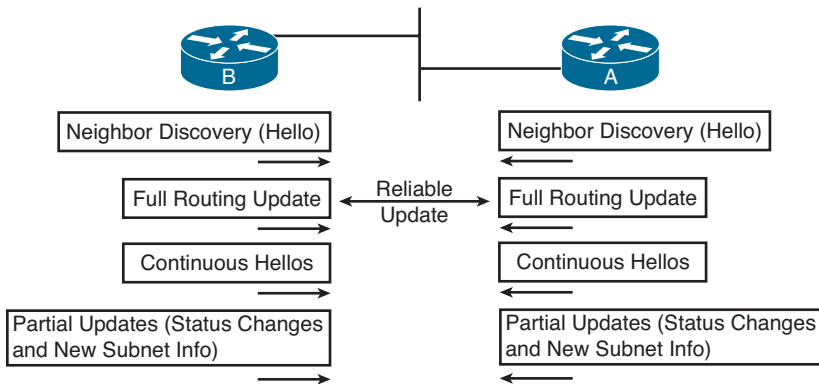 B
A
Neighbor Discovery (Hello)
Neighbor Discovery (Hello)
Full Routing Update
Reliable
Update
Full Routing Update
Continuous Hellos
Continuous Hellos
Partial Updates (Status Changes
and New Subnet Info)
Partial Updates (Status Changes
and New Subnet Info)